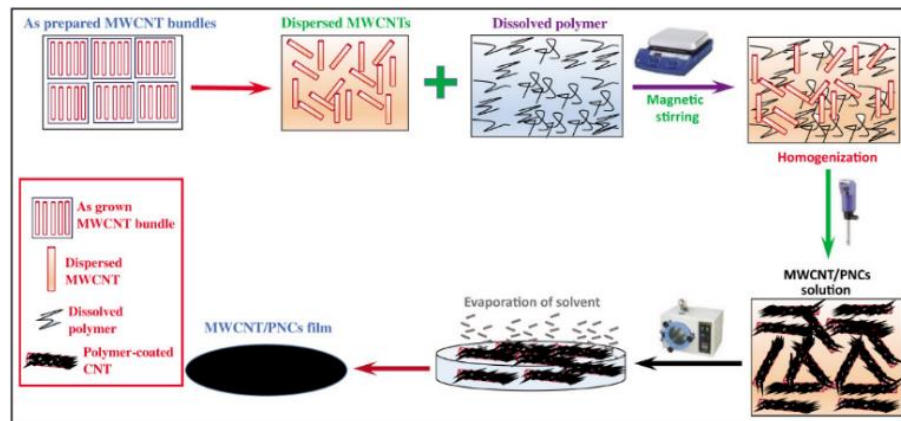 As prepared MWCNT bundles
Dispersed MWCNTs
Dissolved polymer
Magnetic
stirring
Homogenization
As grown
MWCNT bundle
Dispersed
MWCNT
Dissolved
polymer
Polymer-coated
CNT
MWCNT/PNCs film
Evaporation of solvent
MWCNT/PNCs
solution